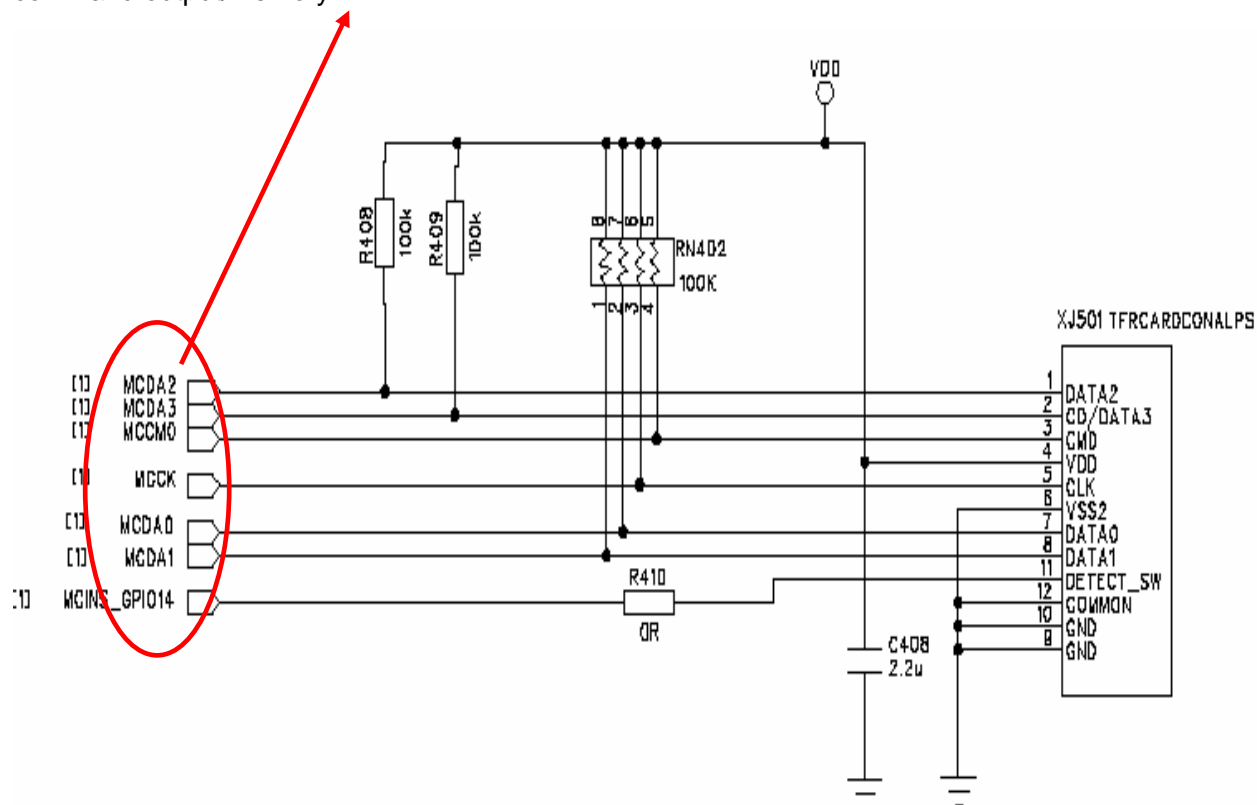 VDD
R408
100k
R409
100k
8 7 6 5
RN402
100K
1 2 3 4
XJ501 TFRCARDCONALPS
[1] MCDA2
[1] MCDA3
[1] MCCM0
[1] MCCK
[1] MCDA0
[1] MCDA1
[1] MCINS_GPIO14
1 DATA2
2 CD/DATA3
3 CMD
4 VDD
5 CLK
6 VSS2
7 DATA0
8 DATA1
11 DETECT_SW
12 COMMON
10 GND
9 GND
R410
0R
C408
2.2u